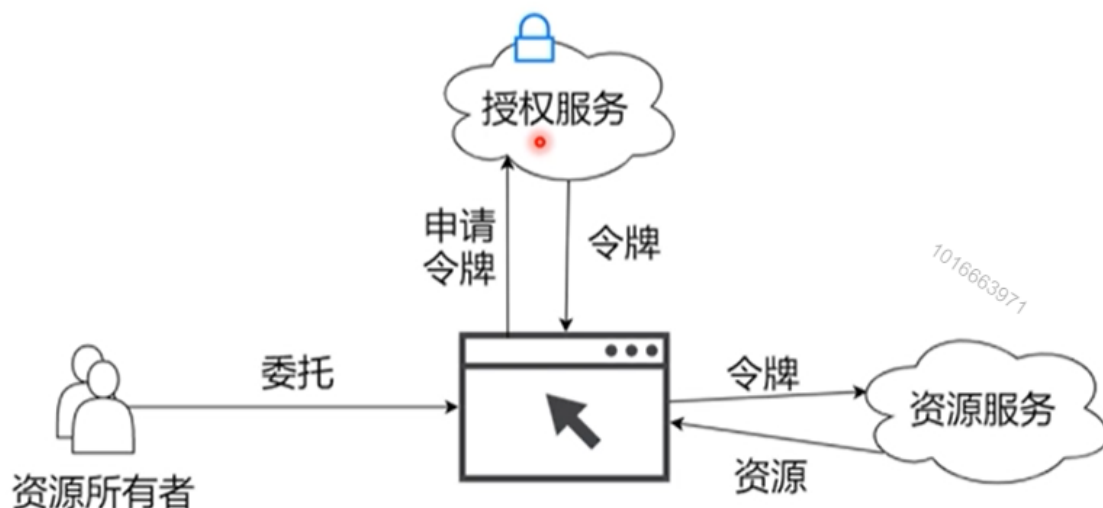 授权服务
申请
令牌
令牌
1016663971
委托
令牌
资源服务
资源
资源所有者